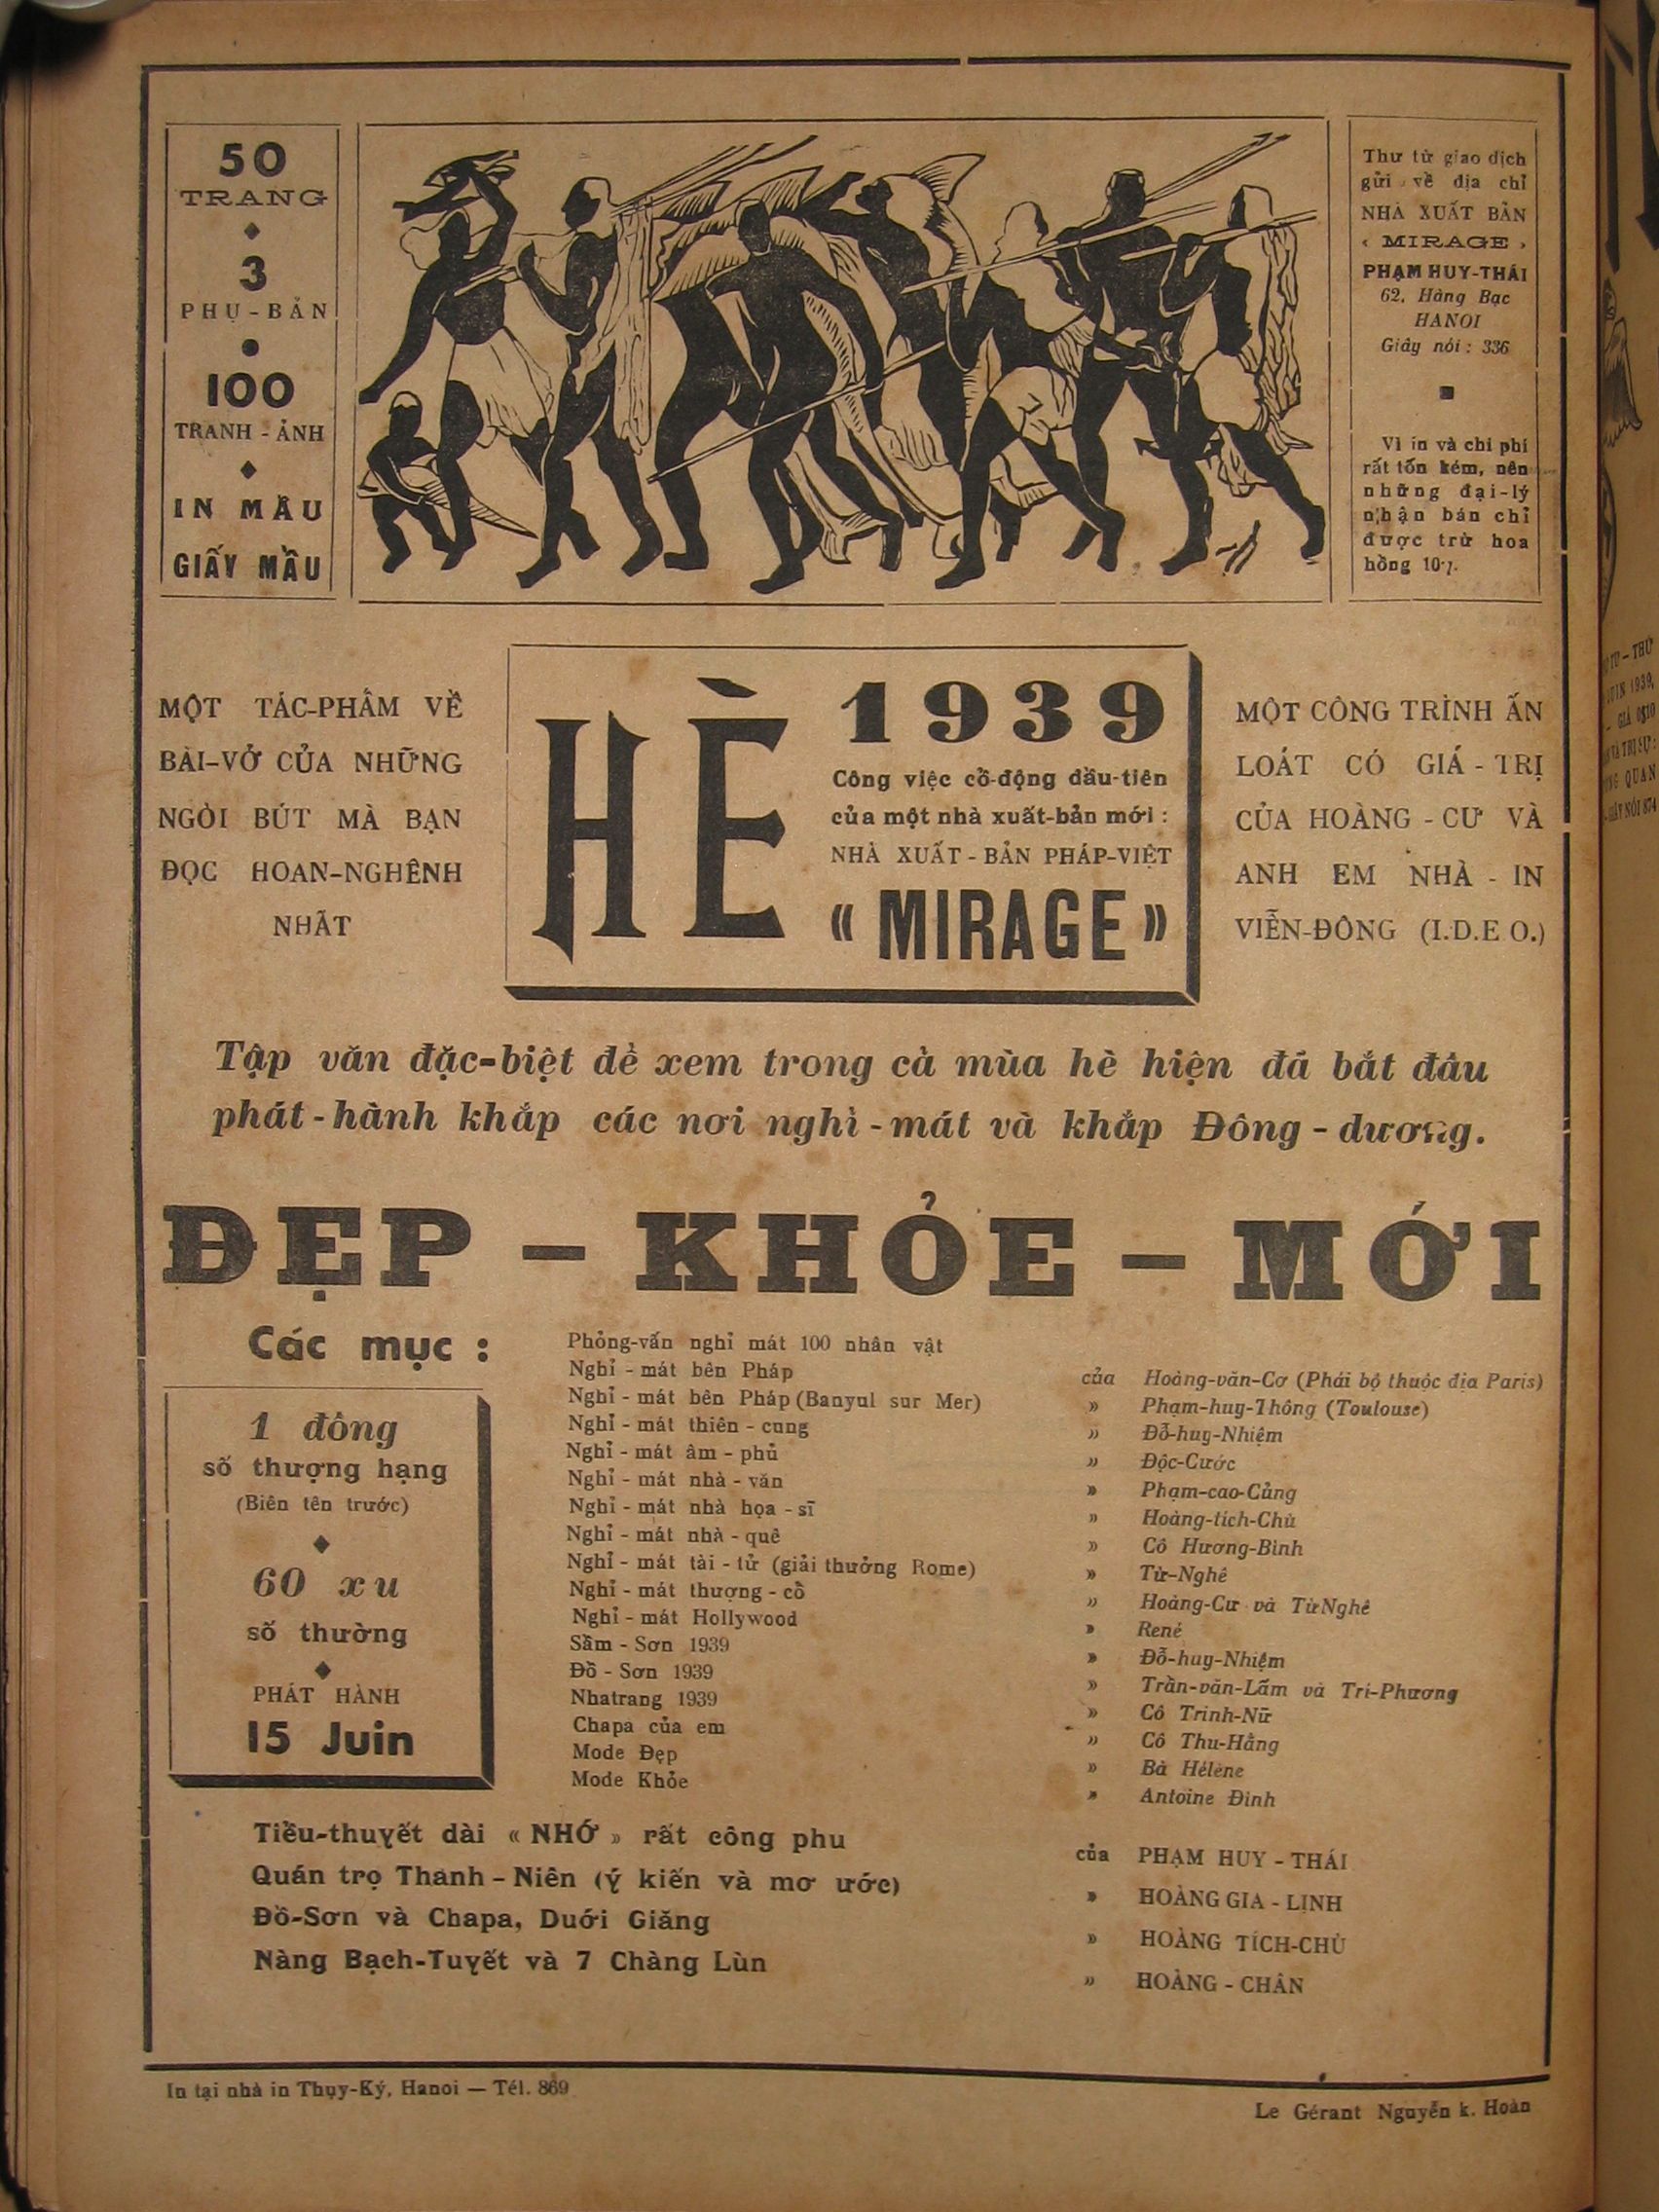 50
TRANG
3
PHỤ-BẢN
100
TRANH-ẢNH
IN MẦU
GIẤY MẦU
Thư từ giao dịch
gửi về địa chỉ
NHÀ XUẤT BẢN
‹ MIRAGE ›
PHẠM HUY-THÁI
62, Hàng Bạc
HANOI
Giây nói : 336
Vì in và chi phí
rất tốn kém, nên
những đại-lý
nhận bán chỉ
được trừ hoa
hồng 10%.
MỘT TÁC-PHẨM VỀ
BÀI-VỞ CỦA NHỮNG
NGÒI BÚT MÀ BẠN
ĐỌC HOAN-NGHÊNH
NHẤT
HÈ
1939
Công việc cổ-động đầu-tiên
của một nhà xuất-bản mới :
NHÀ XUẤT-BẢN PHÁP-VIỆT
« MIRAGE »
MỘT CÔNG TRÌNH ẤN
LOÁT CÓ GIÁ-TRỊ
CỦA HOÀNG-CƯ VÀ
ANH EM NHÀ-IN
VIỄN-ĐÔNG (I.D.E O.)
Tập văn đặc-biệt để xem trong cả mùa hè hiện đã bắt đầu
phát-hành khắp các nơi nghỉ-mát và khắp Đông-dương.
ĐẸP - KHỎE - MỚI
Các mục :
1 đồng
số thượng hạng
(Biên tên trước)
60 xu
số thường
PHÁT HÀNH
15 Juin
Phỏng-vấn nghỉ mát 100 nhân vật
Nghỉ-mát bên Pháp của Hoàng-văn-Cơ (Phái bộ thuộc địa Paris)
Nghỉ-mát bên Pháp (Banyul sur Mer) » Phạm-huy-Thông (Toulouse)
Nghỉ-mát thiên-cung » Đỗ-huy-Nhiệm
Nghỉ-mát âm-phủ » Độc-Cước
Nghỉ-mát nhà-văn » Phạm-cao-Củng
Nghỉ-mát nhà họa-sĩ » Hoàng-tích-Chù
Nghỉ-mát nhà-quê » Cô Hương-Bình
Nghỉ-mát tài-tử (giải thưởng Rome) » Từ-Nghê
Nghỉ-mát thượng-cổ » Hoàng-Cư và Từ Nghê
Nghỉ-mát Hollywood » René
Sầm-Sơn 1939 » Đỗ-huy-Nhiệm
Đồ-Sơn 1939 » Trần-văn-Lắm và Trí-Phương
Nhatrang 1939 » Cô Trinh-Nữ
Chapa của em » Cô Thu-Hằng
Mode Đẹp » Bà Hélène
Mode Khỏe » Antoine Đinh
Tiểu-thuyết dài « NHỚ » rất công phu của PHẠM HUY-THÁI
Quán trọ Thanh-Niên (ý kiến và mơ ước) » HOÀNG GIA-LỊNH
Đồ-Sơn và Chapa, Duới Giăng » HOÀNG TÍCH-CHÙ
Nàng Bạch-Tuyết và 7 Chàng Lùn » HOÀNG-CHÂN
In tại nhà in Thụy-Ký, Hanoi — Tél. 869
Le Gérant Nguyễn k. Hoàn